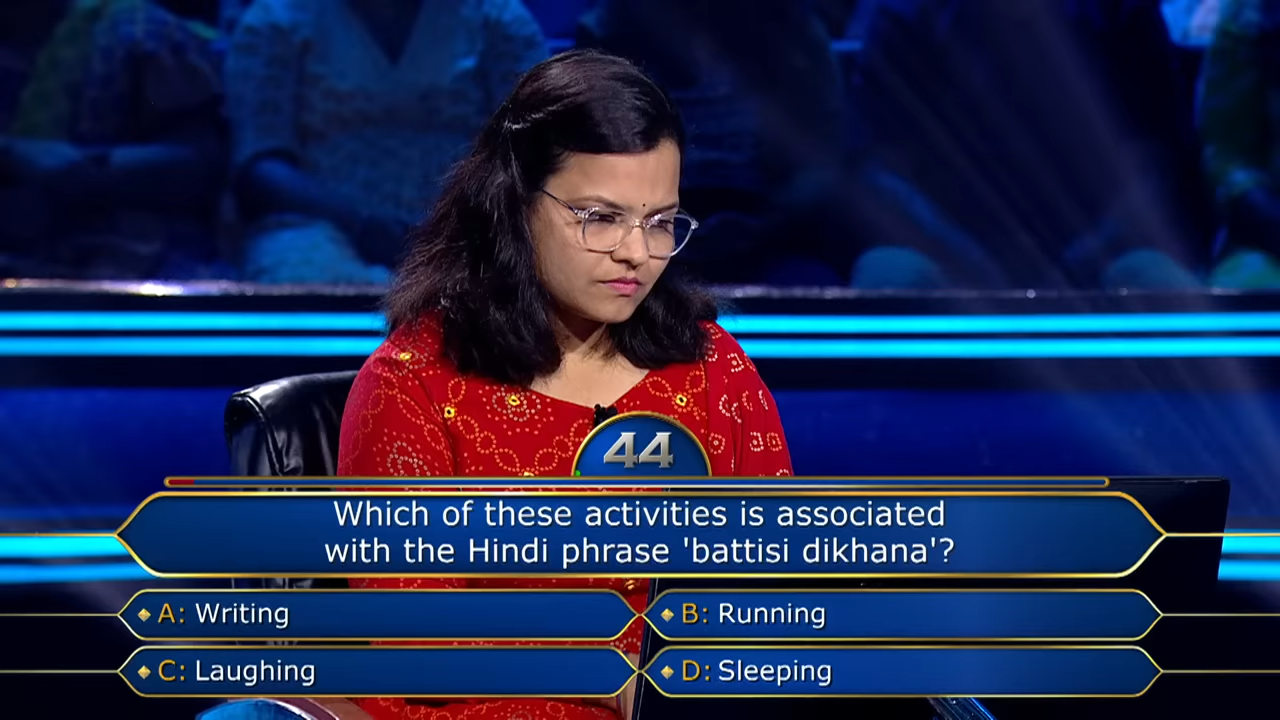 44
Which of these activities is associated
with the Hindi phrase 'battisi dikhana'?
A: Writing
B: Running
C: Laughing
D: Sleeping